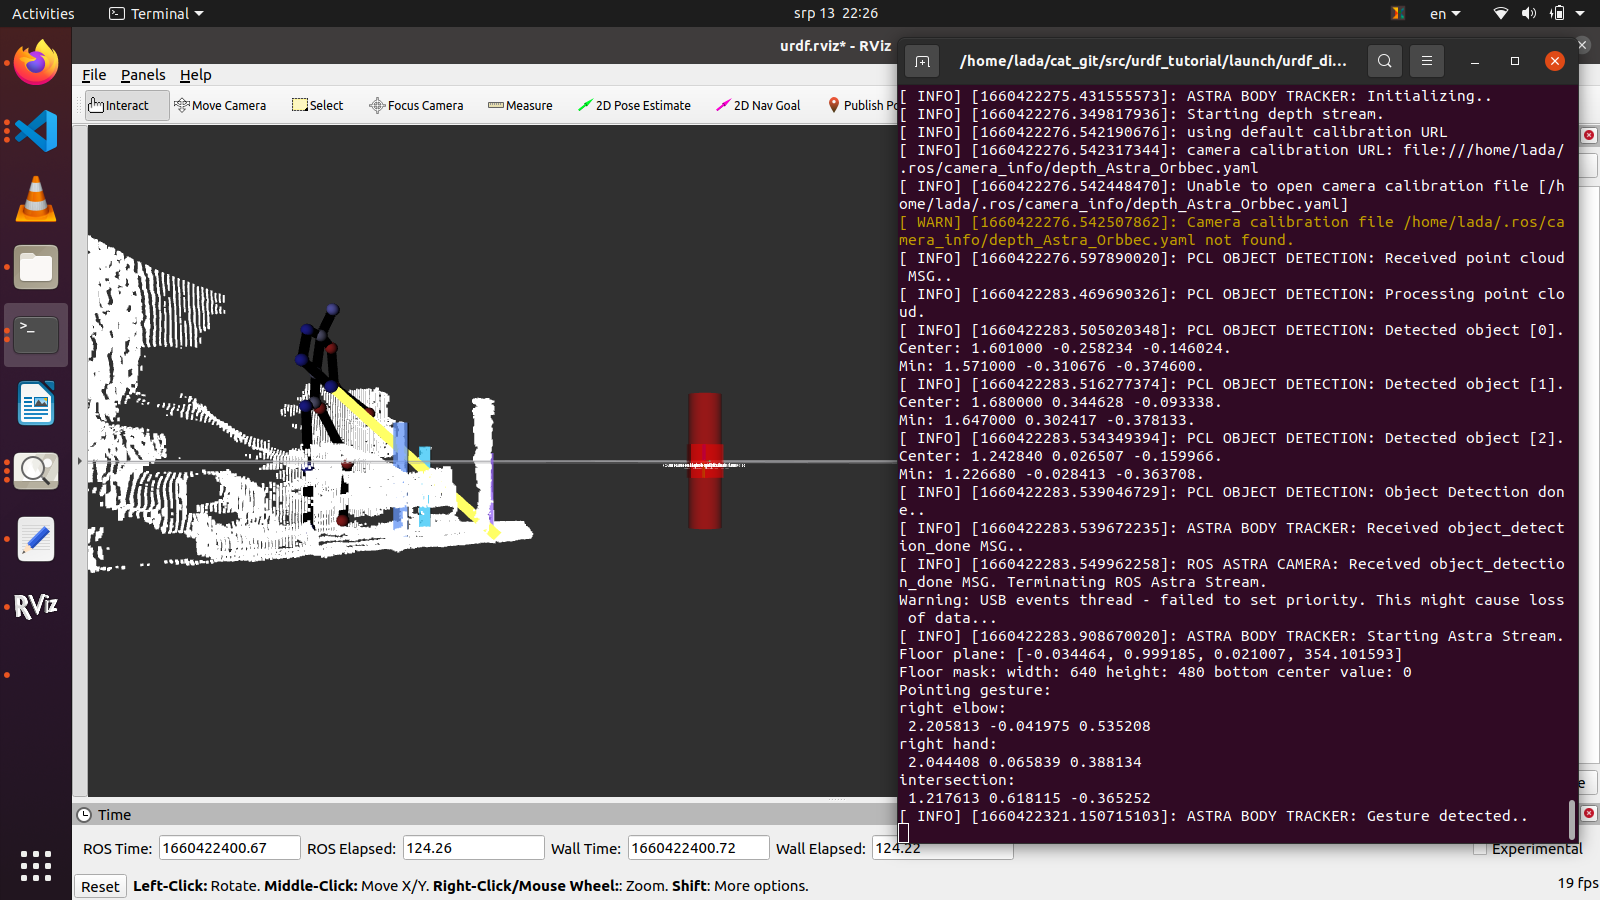 Activities
Terminal
srp 13 22:26
en
urdf.rviz* - RViz
File Panels Help
Interact Move Camera Select Focus Camera Measure 2D Pose Estimate 2D Nav Goal Publish Po
/home/lada/cat_git/src/urdf_tutorial/launch/urdf_di...
[ INFO] [1660422275.431555573]: ASTRA BODY TRACKER: Initializing..
[ INFO] [1660422276.349817936]: Starting depth stream.
[ INFO] [1660422276.542190676]: using default calibration URL
[ INFO] [1660422276.542317344]: camera calibration URL: file:///home/lada/
.ros/camera_info/depth_Astra_Orbbec.yaml
[ INFO] [1660422276.542448470]: Unable to open camera calibration file [/h
ome/lada/.ros/camera_info/depth_Astra_Orbbec.yaml]
[ WARN] [1660422276.542507862]: Camera calibration file /home/lada/.ros/ca
mera_info/depth_Astra_Orbbec.yaml not found.
[ INFO] [1660422276.597890020]: PCL OBJECT DETECTION: Received point cloud
 MSG..
[ INFO] [1660422283.469690326]: PCL OBJECT DETECTION: Processing point clo
ud.
[ INFO] [1660422283.505020348]: PCL OBJECT DETECTION: Detected object [0].
Center: 1.601000 -0.258234 -0.146024.
Min: 1.571000 -0.310676 -0.374600.
[ INFO] [1660422283.516277374]: PCL OBJECT DETECTION: Detected object [1].
Center: 1.680000 0.344628 -0.093338.
Min: 1.647000 0.302417 -0.378133.
[ INFO] [1660422283.534349394]: PCL OBJECT DETECTION: Detected object [2].
Center: 1.242840 0.026507 -0.159966.
Min: 1.226680 -0.028413 -0.363708.
[ INFO] [1660422283.539046729]: PCL OBJECT DETECTION: Object Detection don
e..
[ INFO] [1660422283.539672235]: ASTRA BODY TRACKER: Received object_detect
ion_done MSG..
[ INFO] [1660422283.549962258]: ROS ASTRA CAMERA: Received object_detectio
n_done MSG. Terminating ROS Astra Stream.
Warning: USB events thread - failed to set priority. This might cause loss
 of data...
[ INFO] [1660422283.908670020]: ASTRA BODY TRACKER: Starting Astra Stream.
Floor plane: [-0.034464, 0.999185, 0.021007, 354.101593]
Floor mask: width: 640 height: 480 bottom center value: 0
Pointing gesture:
right elbow:
 2.205813 -0.041975 0.535208
right hand:
 2.044408 0.065839 0.388134
intersection:
 1.217613 0.618115 -0.365252
[ INFO] [1660422321.150715103]: ASTRA BODY TRACKER: Gesture detected..
RViz
e
Time
ROS Time: 1660422400.67 ROS Elapsed: 124.26 Wall Time: 1660422400.72 Wall Elapsed: 124.22
Experimental
Reset Left-Click: Rotate. Middle-Click: Move X/Y. Right-Click/Mouse Wheel:: Zoom. Shift: More options.
19 fps